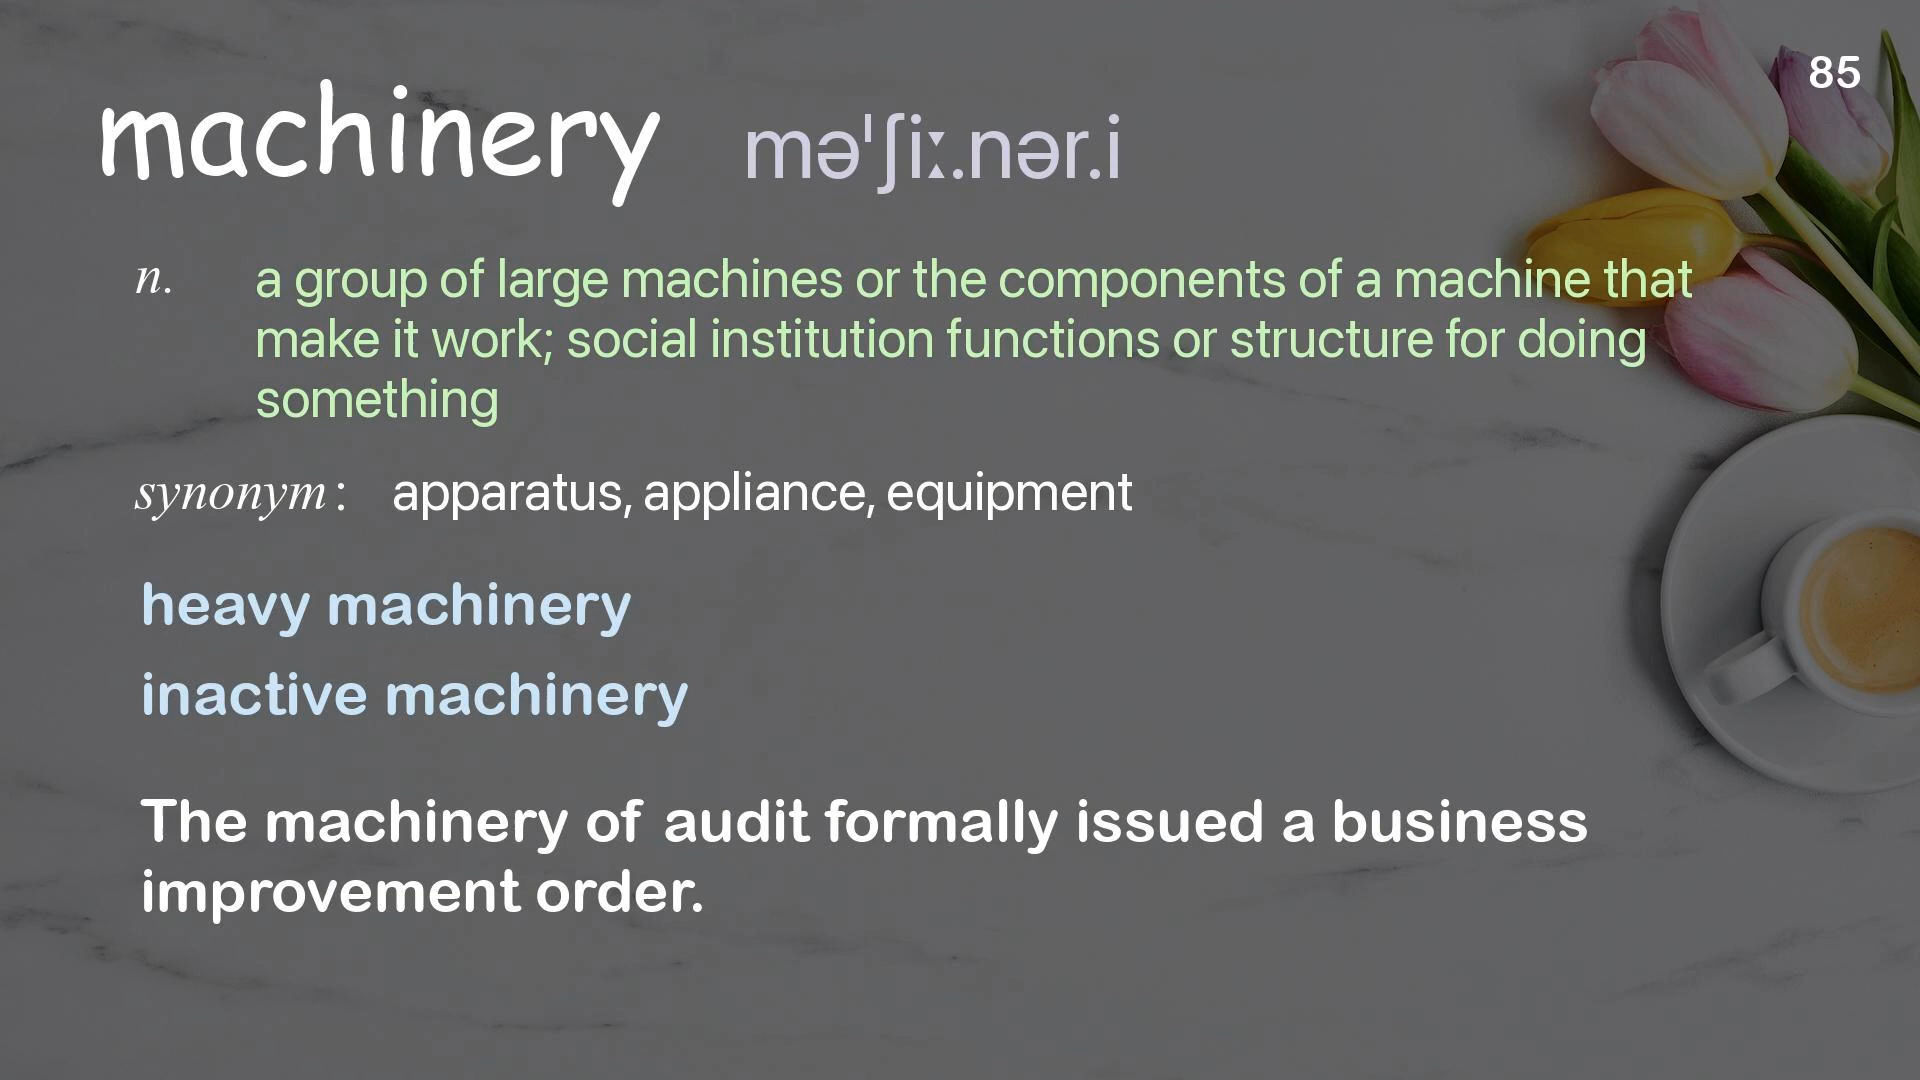 85
machinery məˈʃiː.nər.i
n. a group of large machines or the components of a machine that
make it work; social institution functions or structure for doing
something
synonym: apparatus, appliance, equipment
heavy machinery
inactive machinery
The machinery of audit formally issued a business
improvement order.